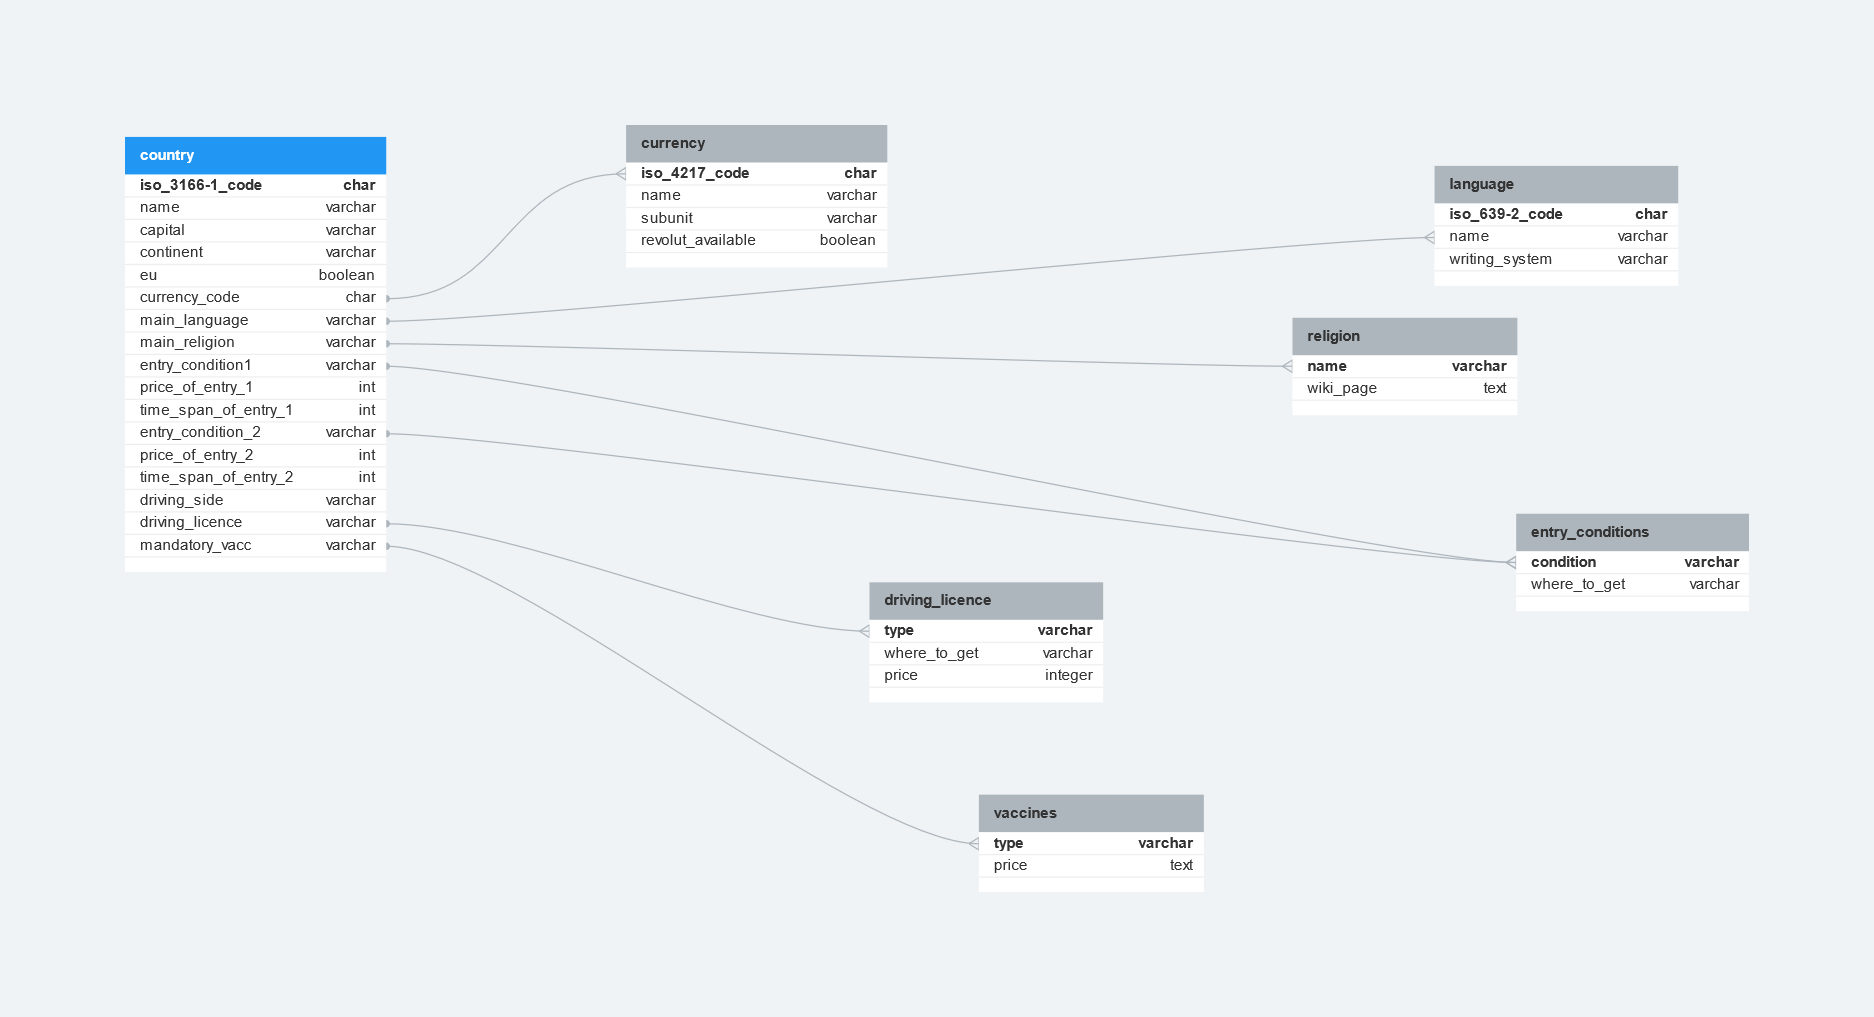 country
iso_3166-1_code char
name varchar
capital varchar
continent varchar
eu boolean
currency_code char
main_language varchar
main_religion varchar
entry_condition1 varchar
price_of_entry_1 int
time_span_of_entry_1 int
entry_condition_2 varchar
price_of_entry_2 int
time_span_of_entry_2 int
driving_side varchar
driving_licence varchar
mandatory_vacc varchar
currency
iso_4217_code char
name varchar
subunit varchar
revolut_available boolean
language
iso_639-2_code char
name varchar
writing_system varchar
religion
name varchar
wiki_page text
entry_conditions
condition varchar
where_to_get varchar
driving_licence
type varchar
where_to_get varchar
price integer
vaccines
type varchar
price text